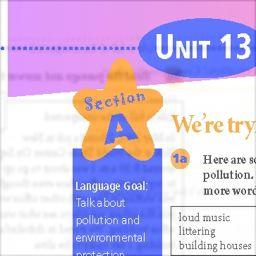 UNIT 13
Section
A
We're try
1a
Here are so
pollution.
more word
Language Goal:
Talk about
pollution and
environmental
protection
loud music
littering
building houses